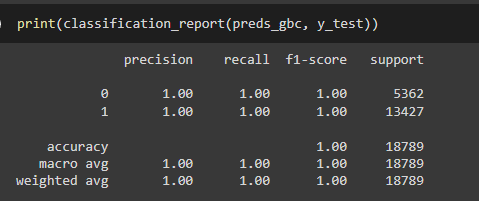 print(classification_report(preds_gbc, y_test))
precision recall f1-score support
0 1.00 1.00 1.00 5362
1 1.00 1.00 1.00 13427
accuracy 1.00 18789
macro avg 1.00 1.00 1.00 18789
weighted avg 1.00 1.00 1.00 18789